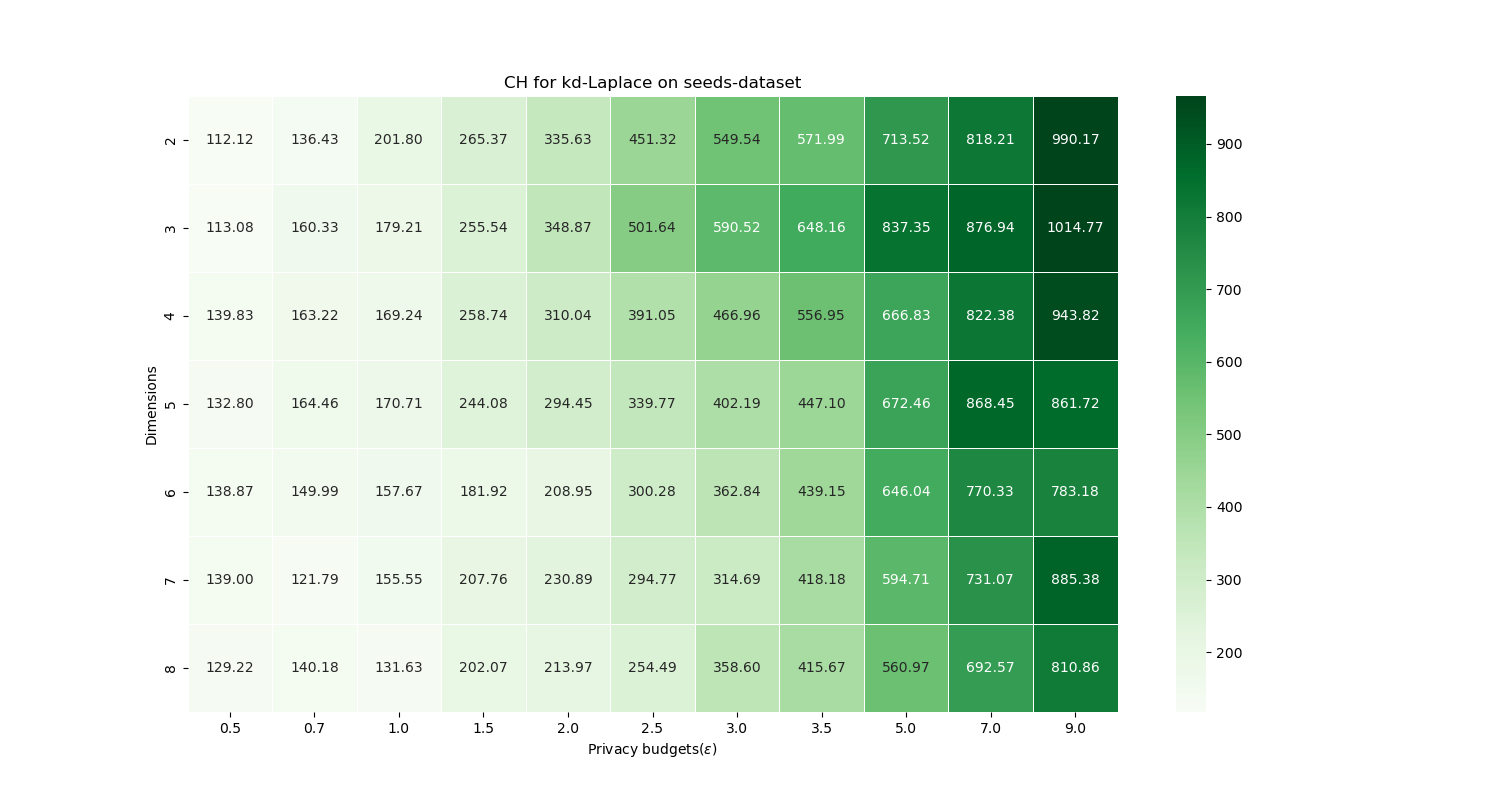 CH for kd-Laplace on seeds-dataset
2 112.12 136.43 201.80 265.37 335.63 451.32 549.54 571.99 713.52 818.21 990.17
3 113.08 160.33 179.21 255.54 348.87 501.64 590.52 648.16 837.35 876.94 1014.77
4 139.83 163.22 169.24 258.74 310.04 391.05 466.96 556.95 666.83 822.38 943.82
5 132.80 164.46 170.71 244.08 294.45 339.77 402.19 447.10 672.46 868.45 861.72
6 138.87 149.99 157.67 181.92 208.95 300.28 362.84 439.15 646.04 770.33 783.18
7 139.00 121.79 155.55 207.76 230.89 294.77 314.69 418.18 594.71 731.07 885.38
8 129.22 140.18 131.63 202.07 213.97 254.49 358.60 415.67 560.97 692.57 810.86
0.5 0.7 1.0 1.5 2.0 2.5 3.0 3.5 5.0 7.0 9.0
Privacy budgets(ε)
Dimensions
900
800
700
600
500
400
300
200